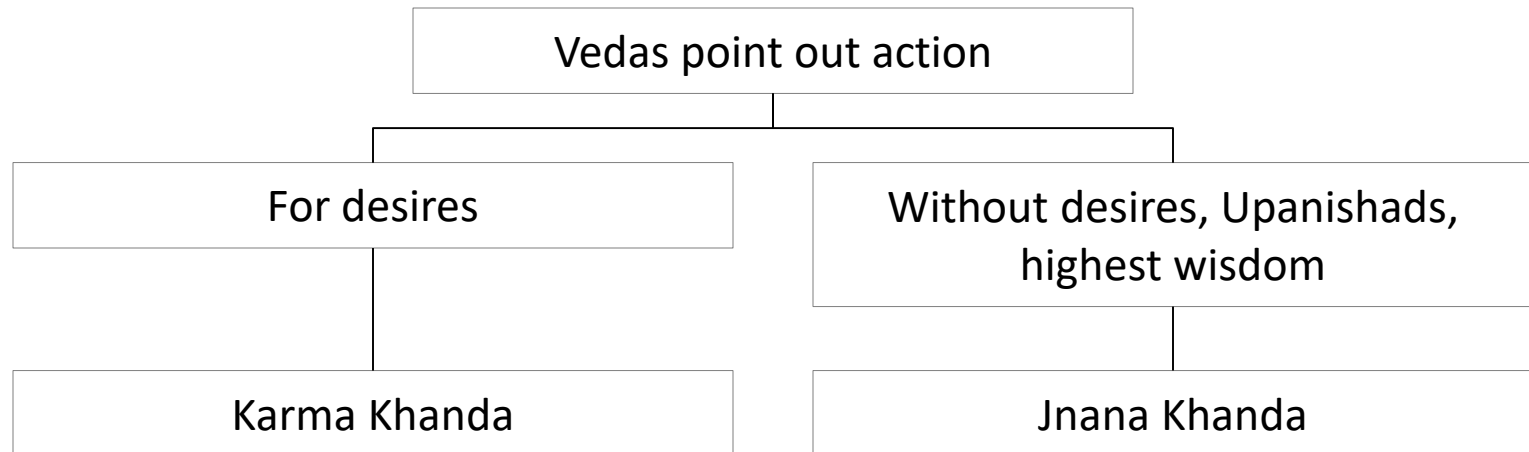 Vedas point out action
For desires
Without desires, Upanishads,
highest wisdom
Karma Khanda
Jnana Khanda